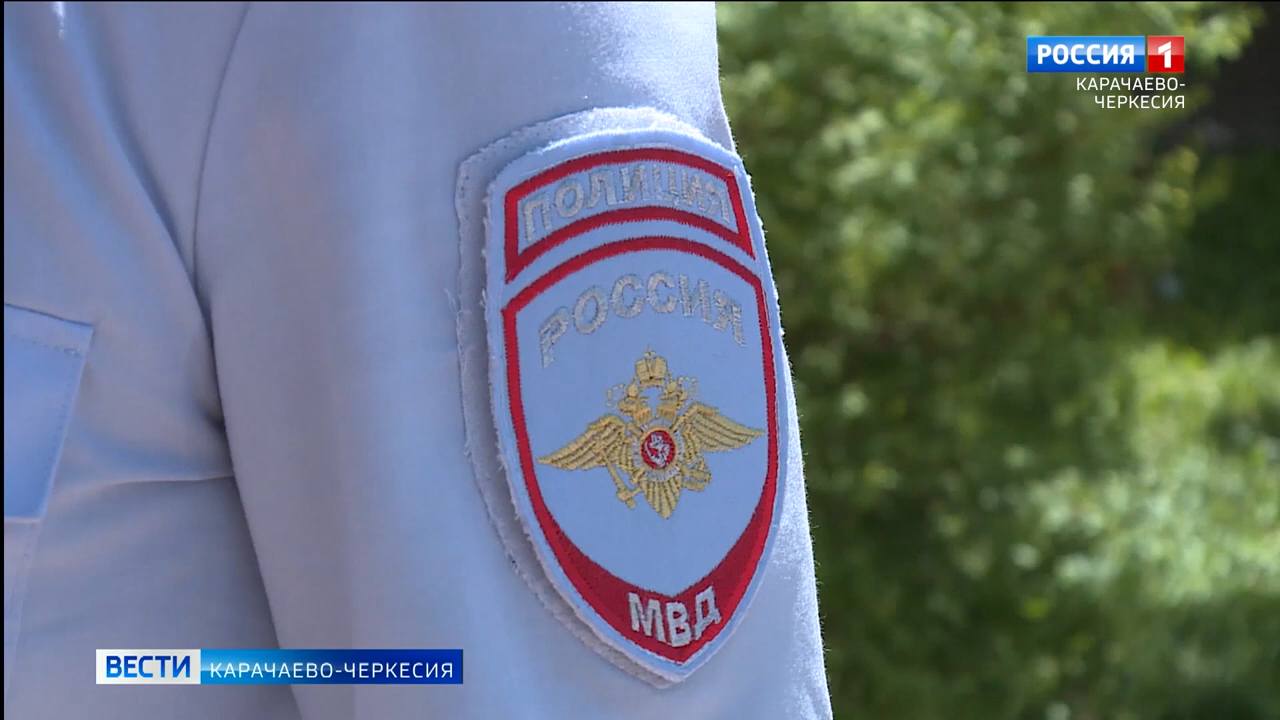 РОССИЯ 1
КАРАЧАЕВО-
ЧЕРКЕСИЯ
ПОЛИЦИЯ
РОССИЯ
МВД
ВЕСТИ КАРАЧАЕВО-ЧЕРКЕСИЯ